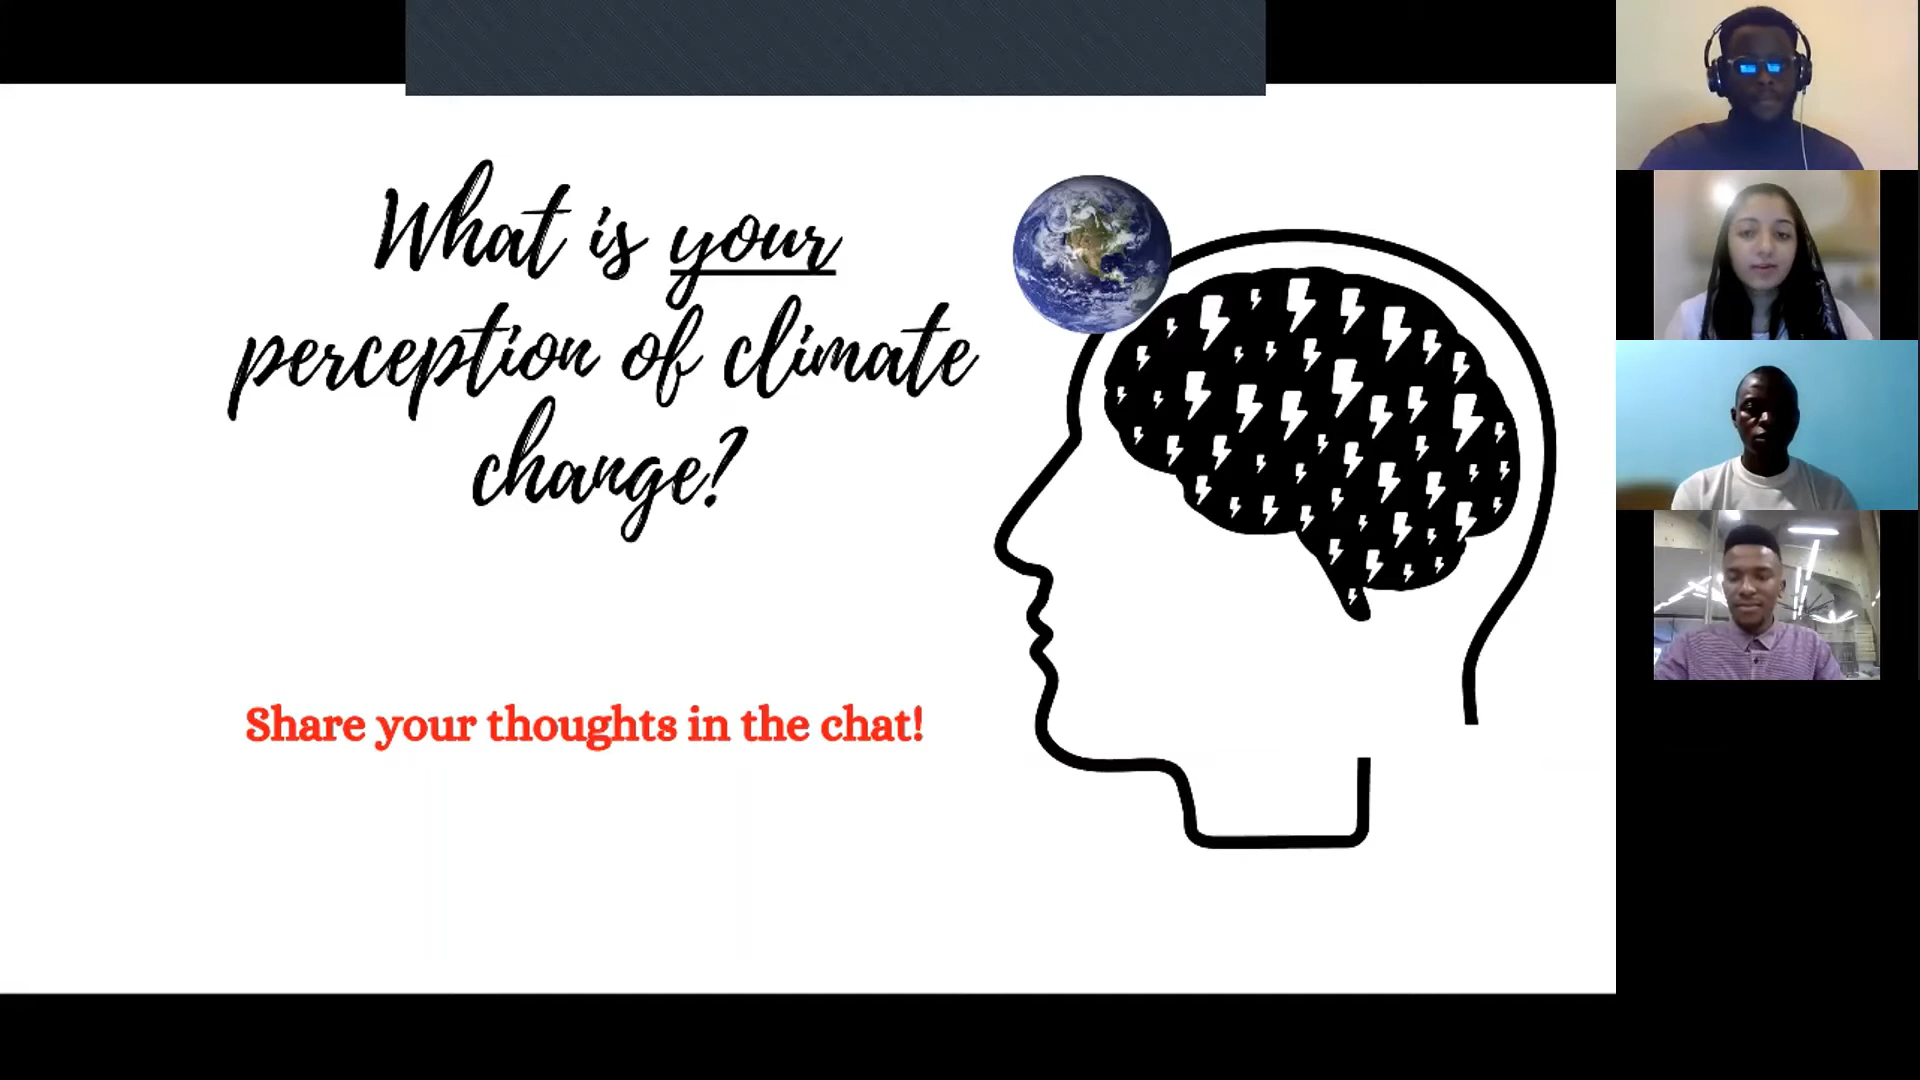 What is your
perception of climate
change?
Share your thoughts in the chat!